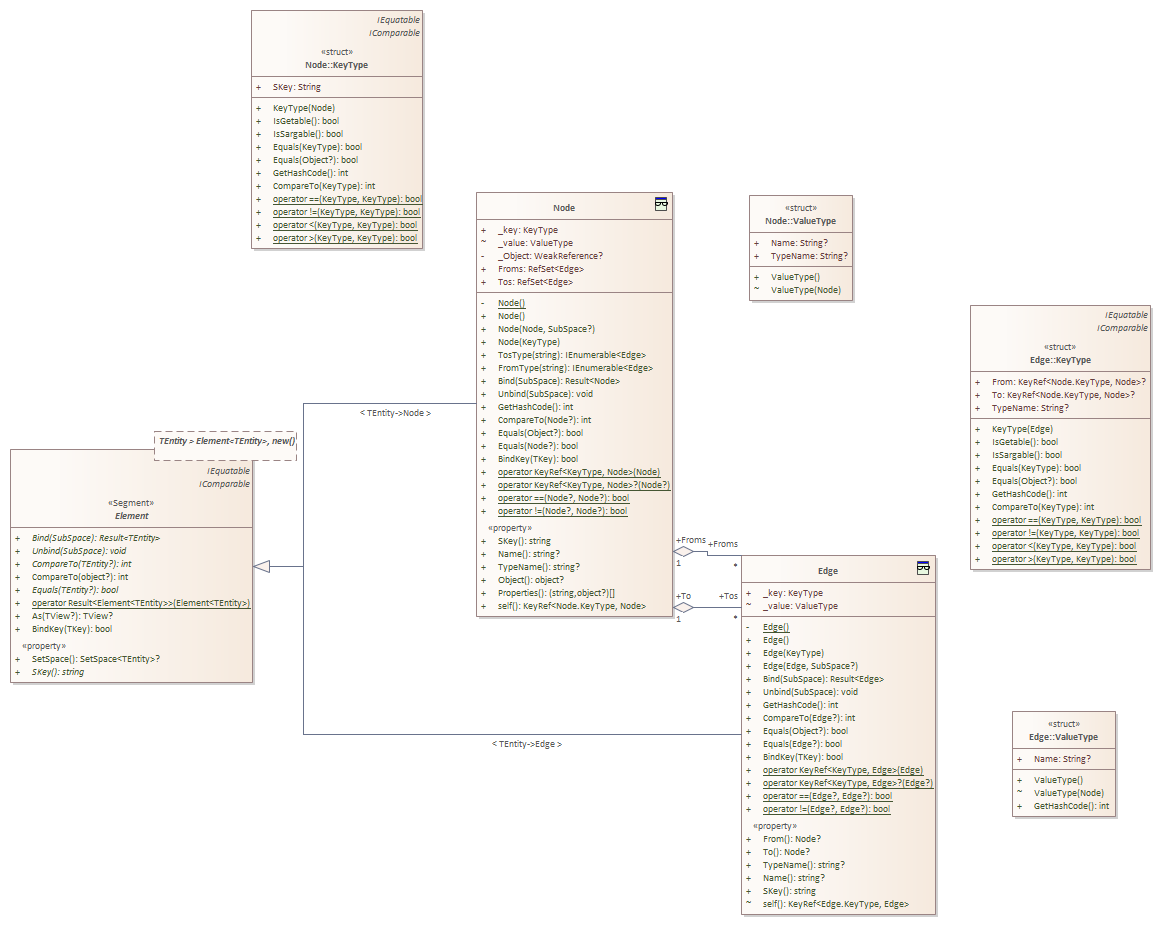 IEquatable
IComparable
«struct»
Node::KeyType
+ SKey: String
+ KeyType(Node)
+ IsGetable(): bool
+ IsSargable(): bool
+ Equals(KeyType): bool
+ Equals(Object?): bool
+ GetHashCode(): int
+ CompareTo(KeyType): int
+ operator ==(KeyType, KeyType): bool
+ operator !=(KeyType, KeyType): bool
+ operator <(KeyType, KeyType): bool
+ operator >(KeyType, KeyType): bool
Node
+ _key: KeyType
~ _value: ValueType
- _Object: WeakReference?
+ Froms: RefSet<Edge>
+ Tos: RefSet<Edge>
- Node()
+ Node()
+ Node(Node, SubSpace?)
+ Node(KeyType)
+ TosType(string): IEnumerable<Edge>
+ FromType(string): IEnumerable<Edge>
+ Bind(SubSpace): Result<Node>
+ Unbind(SubSpace): void
+ GetHashCode(): int
+ CompareTo(Node?): int
+ Equals(Object?): bool
+ Equals(Node?): bool
+ BindKey(TKey): bool
+ operator KeyRef<KeyType, Node>(Node)
+ operator KeyRef<KeyType, Node>?(Node?)
+ operator ==(Node?, Node?): bool
+ operator !=(Node?, Node?): bool
«property»
+ SKey(): string
+ Name(): string?
+ TypeName(): string?
+ Object(): object?
+ Properties(): (string,object?)[]
+ self(): KeyRef<Node.KeyType, Node>
«struct»
Node::ValueType
+ Name: String?
+ TypeName: String?
+ ValueType()
~ ValueType(Node)
IEquatable
IComparable
«struct»
Edge::KeyType
+ From: KeyRef<Node.KeyType, Node>?
+ To: KeyRef<Node.KeyType, Node>?
+ TypeName: String?
+ KeyType(Edge)
+ IsGetable(): bool
+ IsSargable(): bool
+ Equals(KeyType): bool
+ Equals(Object?): bool
+ GetHashCode(): int
+ CompareTo(KeyType): int
+ operator ==(KeyType, KeyType): bool
+ operator !=(KeyType, KeyType): bool
+ operator <(KeyType, KeyType): bool
+ operator >(KeyType, KeyType): bool
< TEntity->Node >
TEntity > Element<TEntity>, new()
IEquatable
IComparable
«Segment»
Element
+ Bind(SubSpace): Result<TEntity>
+ Unbind(SubSpace): void
+ CompareTo(TEntity?): int
+ CompareTo(object?): int
+ Equals(TEntity?): bool
+ operator Result<Element<TEntity>>(Element<TEntity>)
+ As(TView?): TView?
+ BindKey(TKey): bool
«property»
+ SetSpace(): SetSpace<TEntity>?
+ SKey(): string
+Froms
+Froms
1
*
+To
+Tos
1
*
Edge
+ _key: KeyType
~ _value: ValueType
- Edge()
+ Edge()
+ Edge(KeyType)
+ Edge(Edge, SubSpace?)
+ Bind(SubSpace): Result<Edge>
+ Unbind(SubSpace): void
+ GetHashCode(): int
+ CompareTo(Edge?): int
+ Equals(Object?): bool
+ Equals(Edge?): bool
+ BindKey(TKey): bool
+ operator KeyRef<KeyType, Edge>(Edge)
+ operator KeyRef<KeyType, Edge>?(Edge?)
+ operator ==(Edge?, Edge?): bool
+ operator !=(Edge?, Edge?): bool
«property»
+ From(): Node?
+ To(): Node?
+ TypeName(): string?
+ Name(): string?
+ SKey(): string
~ self(): KeyRef<Edge.KeyType, Edge>
< TEntity->Edge >
«struct»
Edge::ValueType
+ Name: String?
+ ValueType()
~ ValueType(Node)
+ GetHashCode(): int